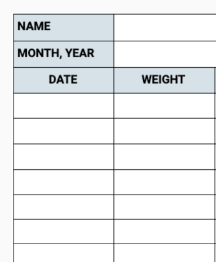 NAME
MONTH, YEAR
DATE WEIGHT